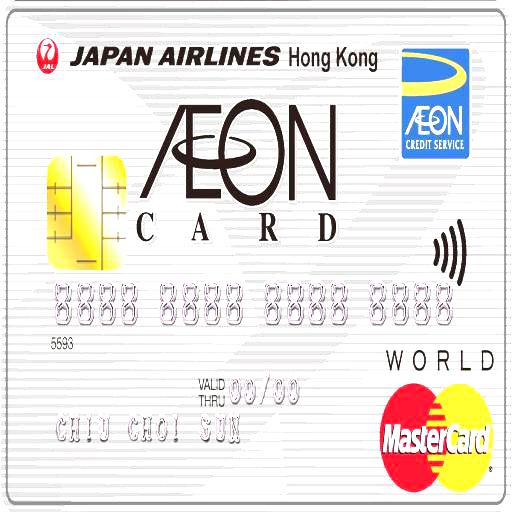 JAL JAPAN AIRLINES Hong Kong
ÆON
CREDIT SERVICE
ÆON
CARD
8888 8888 8888 8888
5593
WORLD
VALID THRU 00/00
CHIU CHOI SUN
MasterCard